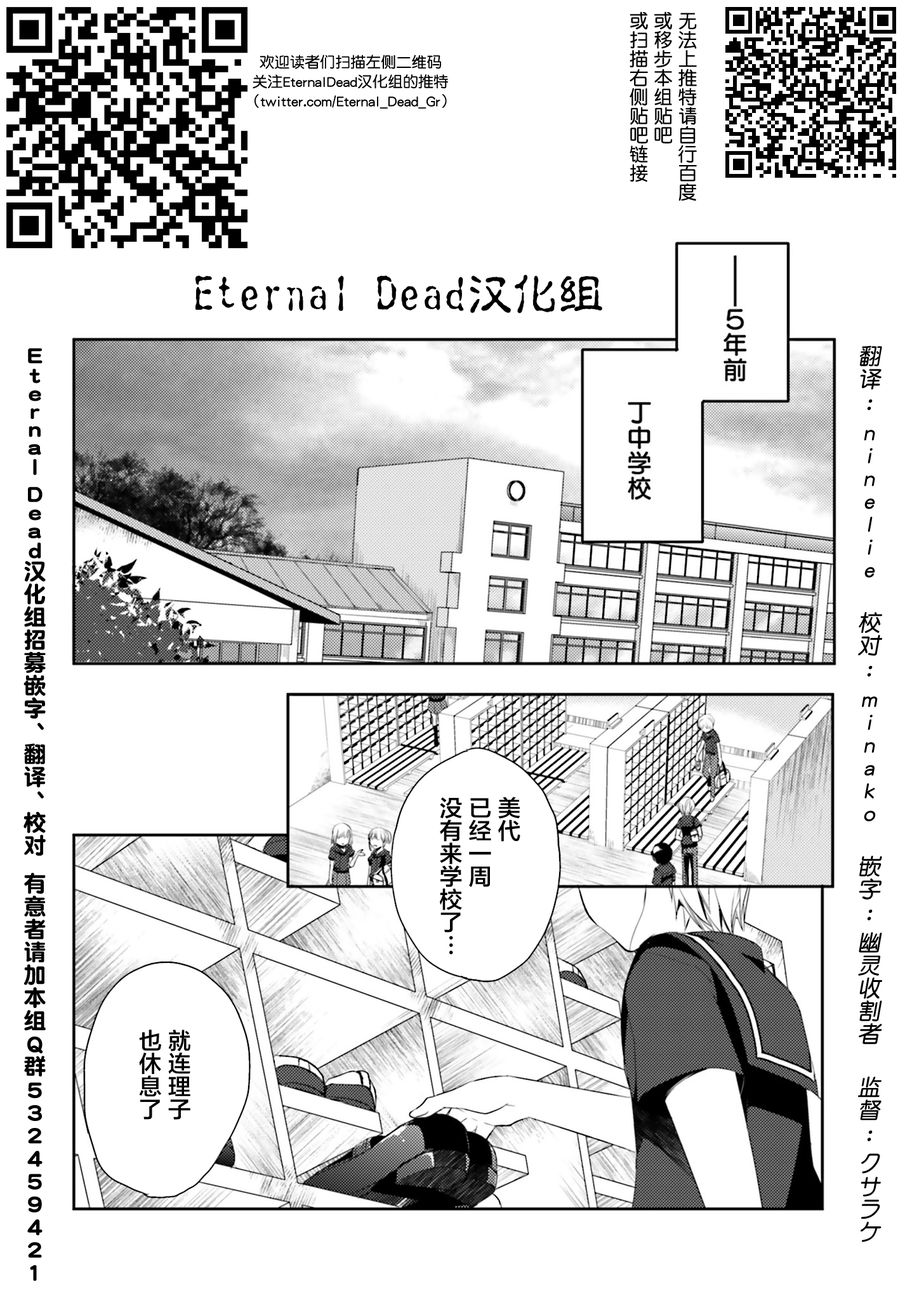 欢迎读者们扫描左侧二维码
关注EternalDead汉化组的推特
（twitter.com/Eternal_Dead_Gr）
无法上推特请自行百度
或移步本组贴吧
或扫描右侧贴吧链接
Eternal Dead汉化组
——5年前
丁中学校
翻译：ninelie 校对：minako 嵌字：幽灵收割者 监督：クサラケ
Eternal Dead汉化组招募嵌字、翻译、校对 有意者请加本组Q群532459421
美代
已经一周
没有来学校了…
就连理子
也休息了